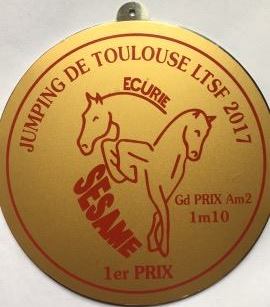 JUMPING DE TOULOUSE LTSF 2017
ECURIE
SESAME
Gd PRIX Am2
1m10
1er PRIX